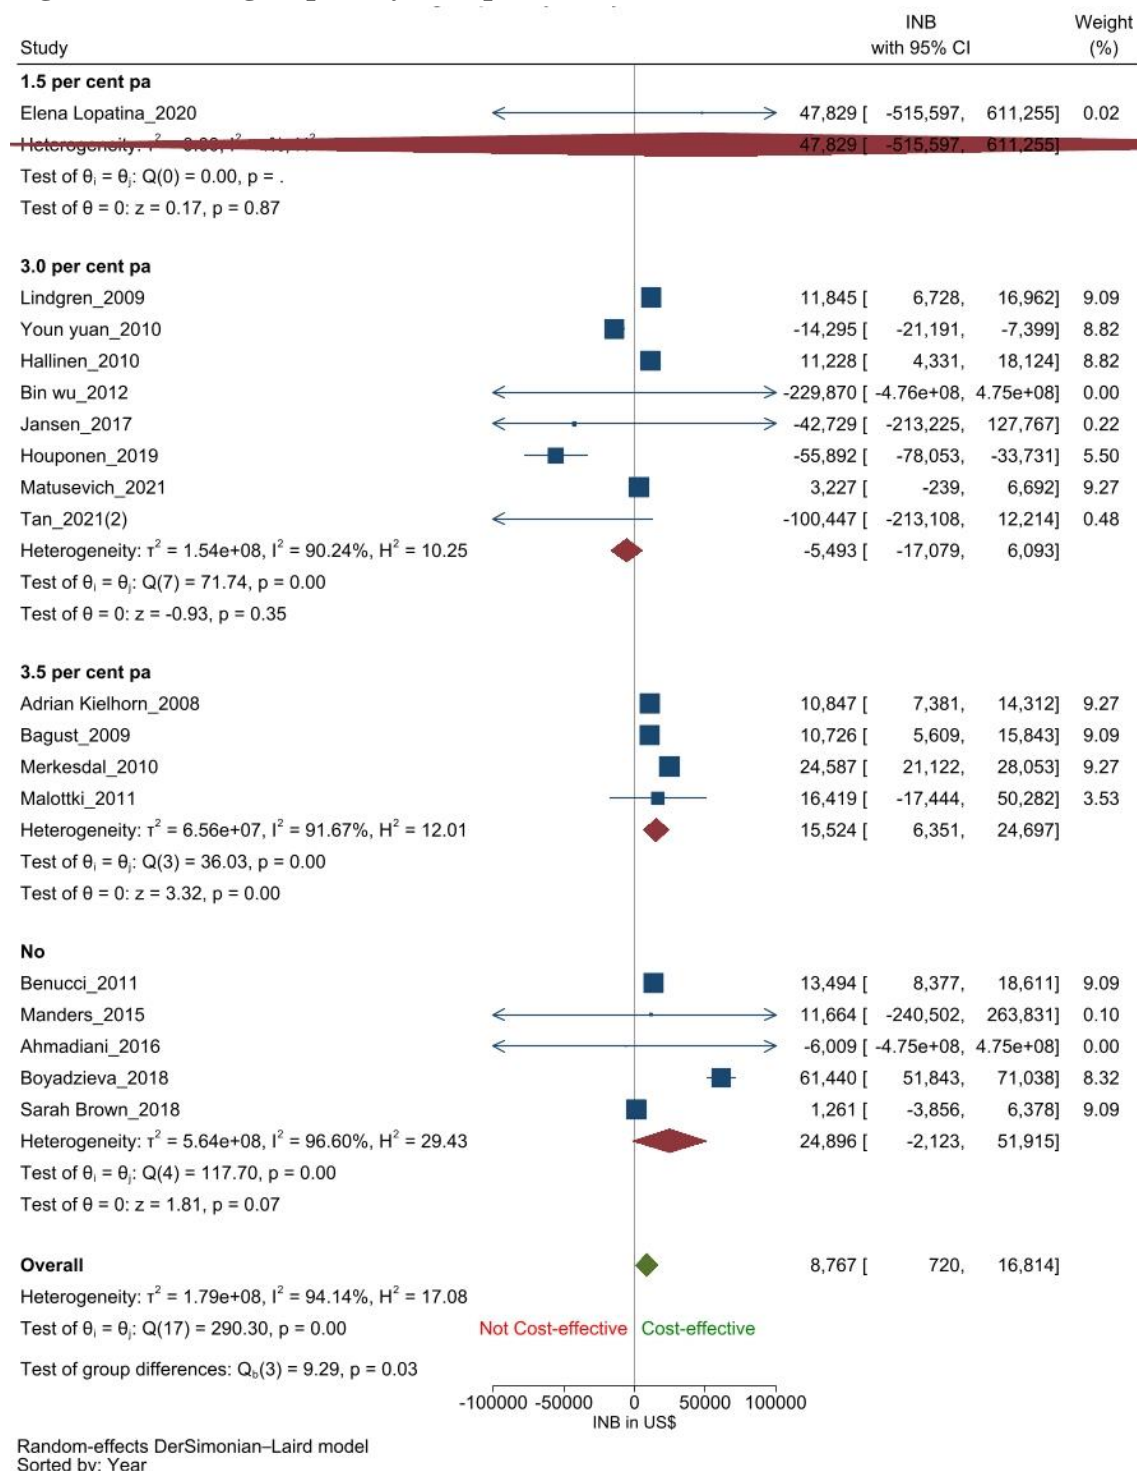 INB Weight
Study with 95% CI (%)
1.5 per cent pa
Elena Lopatina_2020 47,829 [ -515,597, 611,255] 0.02
Heterogeneity: τ² = 0.00, I² H² 47,829 [ -515,597, 611,255]
Test of θᵢ = θⱼ: Q(0) = 0.00, p = .
Test of θ = 0: z = 0.17, p = 0.87
3.0 per cent pa
Lindgren_2009 11,845 [ 6,728, 16,962] 9.09
Youn yuan_2010 -14,295 [ -21,191, -7,399] 8.82
Hallinen_2010 11,228 [ 4,331, 18,124] 8.82
Bin wu_2012 -229,870 [ -4.76e+08, 4.75e+08] 0.00
Jansen_2017 -42,729 [ -213,225, 127,767] 0.22
Houponen_2019 -55,892 [ -78,053, -33,731] 5.50
Matusevich_2021 3,227 [ -239, 6,692] 9.27
Tan_2021(2) -100,447 [ -213,108, 12,214] 0.48
Heterogeneity: τ² = 1.54e+08, I² = 90.24%, H² = 10.25 -5,493 [ -17,079, 6,093]
Test of θᵢ = θⱼ: Q(7) = 71.74, p = 0.00
Test of θ = 0: z = -0.93, p = 0.35
3.5 per cent pa
Adrian Kielhorn_2008 10,847 [ 7,381, 14,312] 9.27
Bagust_2009 10,726 [ 5,609, 15,843] 9.09
Merkesdal_2010 24,587 [ 21,122, 28,053] 9.27
Malottki_2011 16,419 [ -17,444, 50,282] 3.53
Heterogeneity: τ² = 6.56e+07, I² = 91.67%, H² = 12.01 15,524 [ 6,351, 24,697]
Test of θᵢ = θⱼ: Q(3) = 36.03, p = 0.00
Test of θ = 0: z = 3.32, p = 0.00
No
Benucci_2011 13,494 [ 8,377, 18,611] 9.09
Manders_2015 11,664 [ -240,502, 263,831] 0.10
Ahmadiani_2016 -6,009 [ -4.75e+08, 4.75e+08] 0.00
Boyadzieva_2018 61,440 [ 51,843, 71,038] 8.32
Sarah Brown_2018 1,261 [ -3,856, 6,378] 9.09
Heterogeneity: τ² = 5.64e+08, I² = 96.60%, H² = 29.43 24,896 [ -2,123, 51,915]
Test of θᵢ = θⱼ: Q(4) = 117.70, p = 0.00
Test of θ = 0: z = 1.81, p = 0.07
Overall 8,767 [ 720, 16,814]
Heterogeneity: τ² = 1.79e+08, I² = 94.14%, H² = 17.08
Test of θᵢ = θⱼ: Q(17) = 290.30, p = 0.00 Not Cost-effective Cost-effective
Test of group differences: Q_b(3) = 9.29, p = 0.03
-100000 -50000 0 50000 100000
INB in US$
Random-effects DerSimonian–Laird model
Sorted by: Year